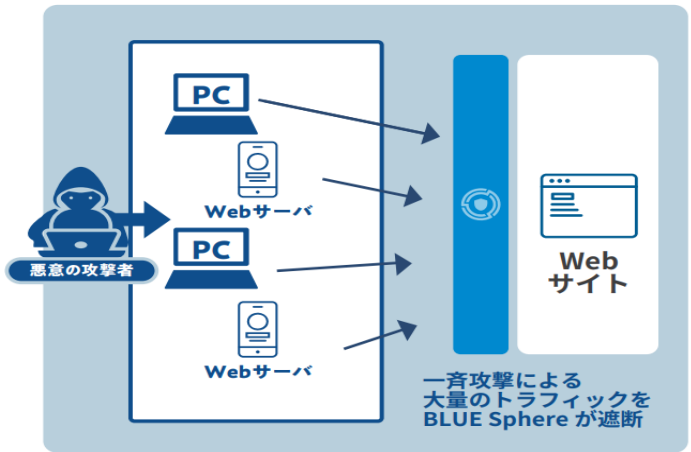 PC
Webサーバ
PC
Webサーバ
悪意の攻撃者
Web
サイト
一斉攻撃による
大量のトラフィックを
BLUE Sphere が遮断